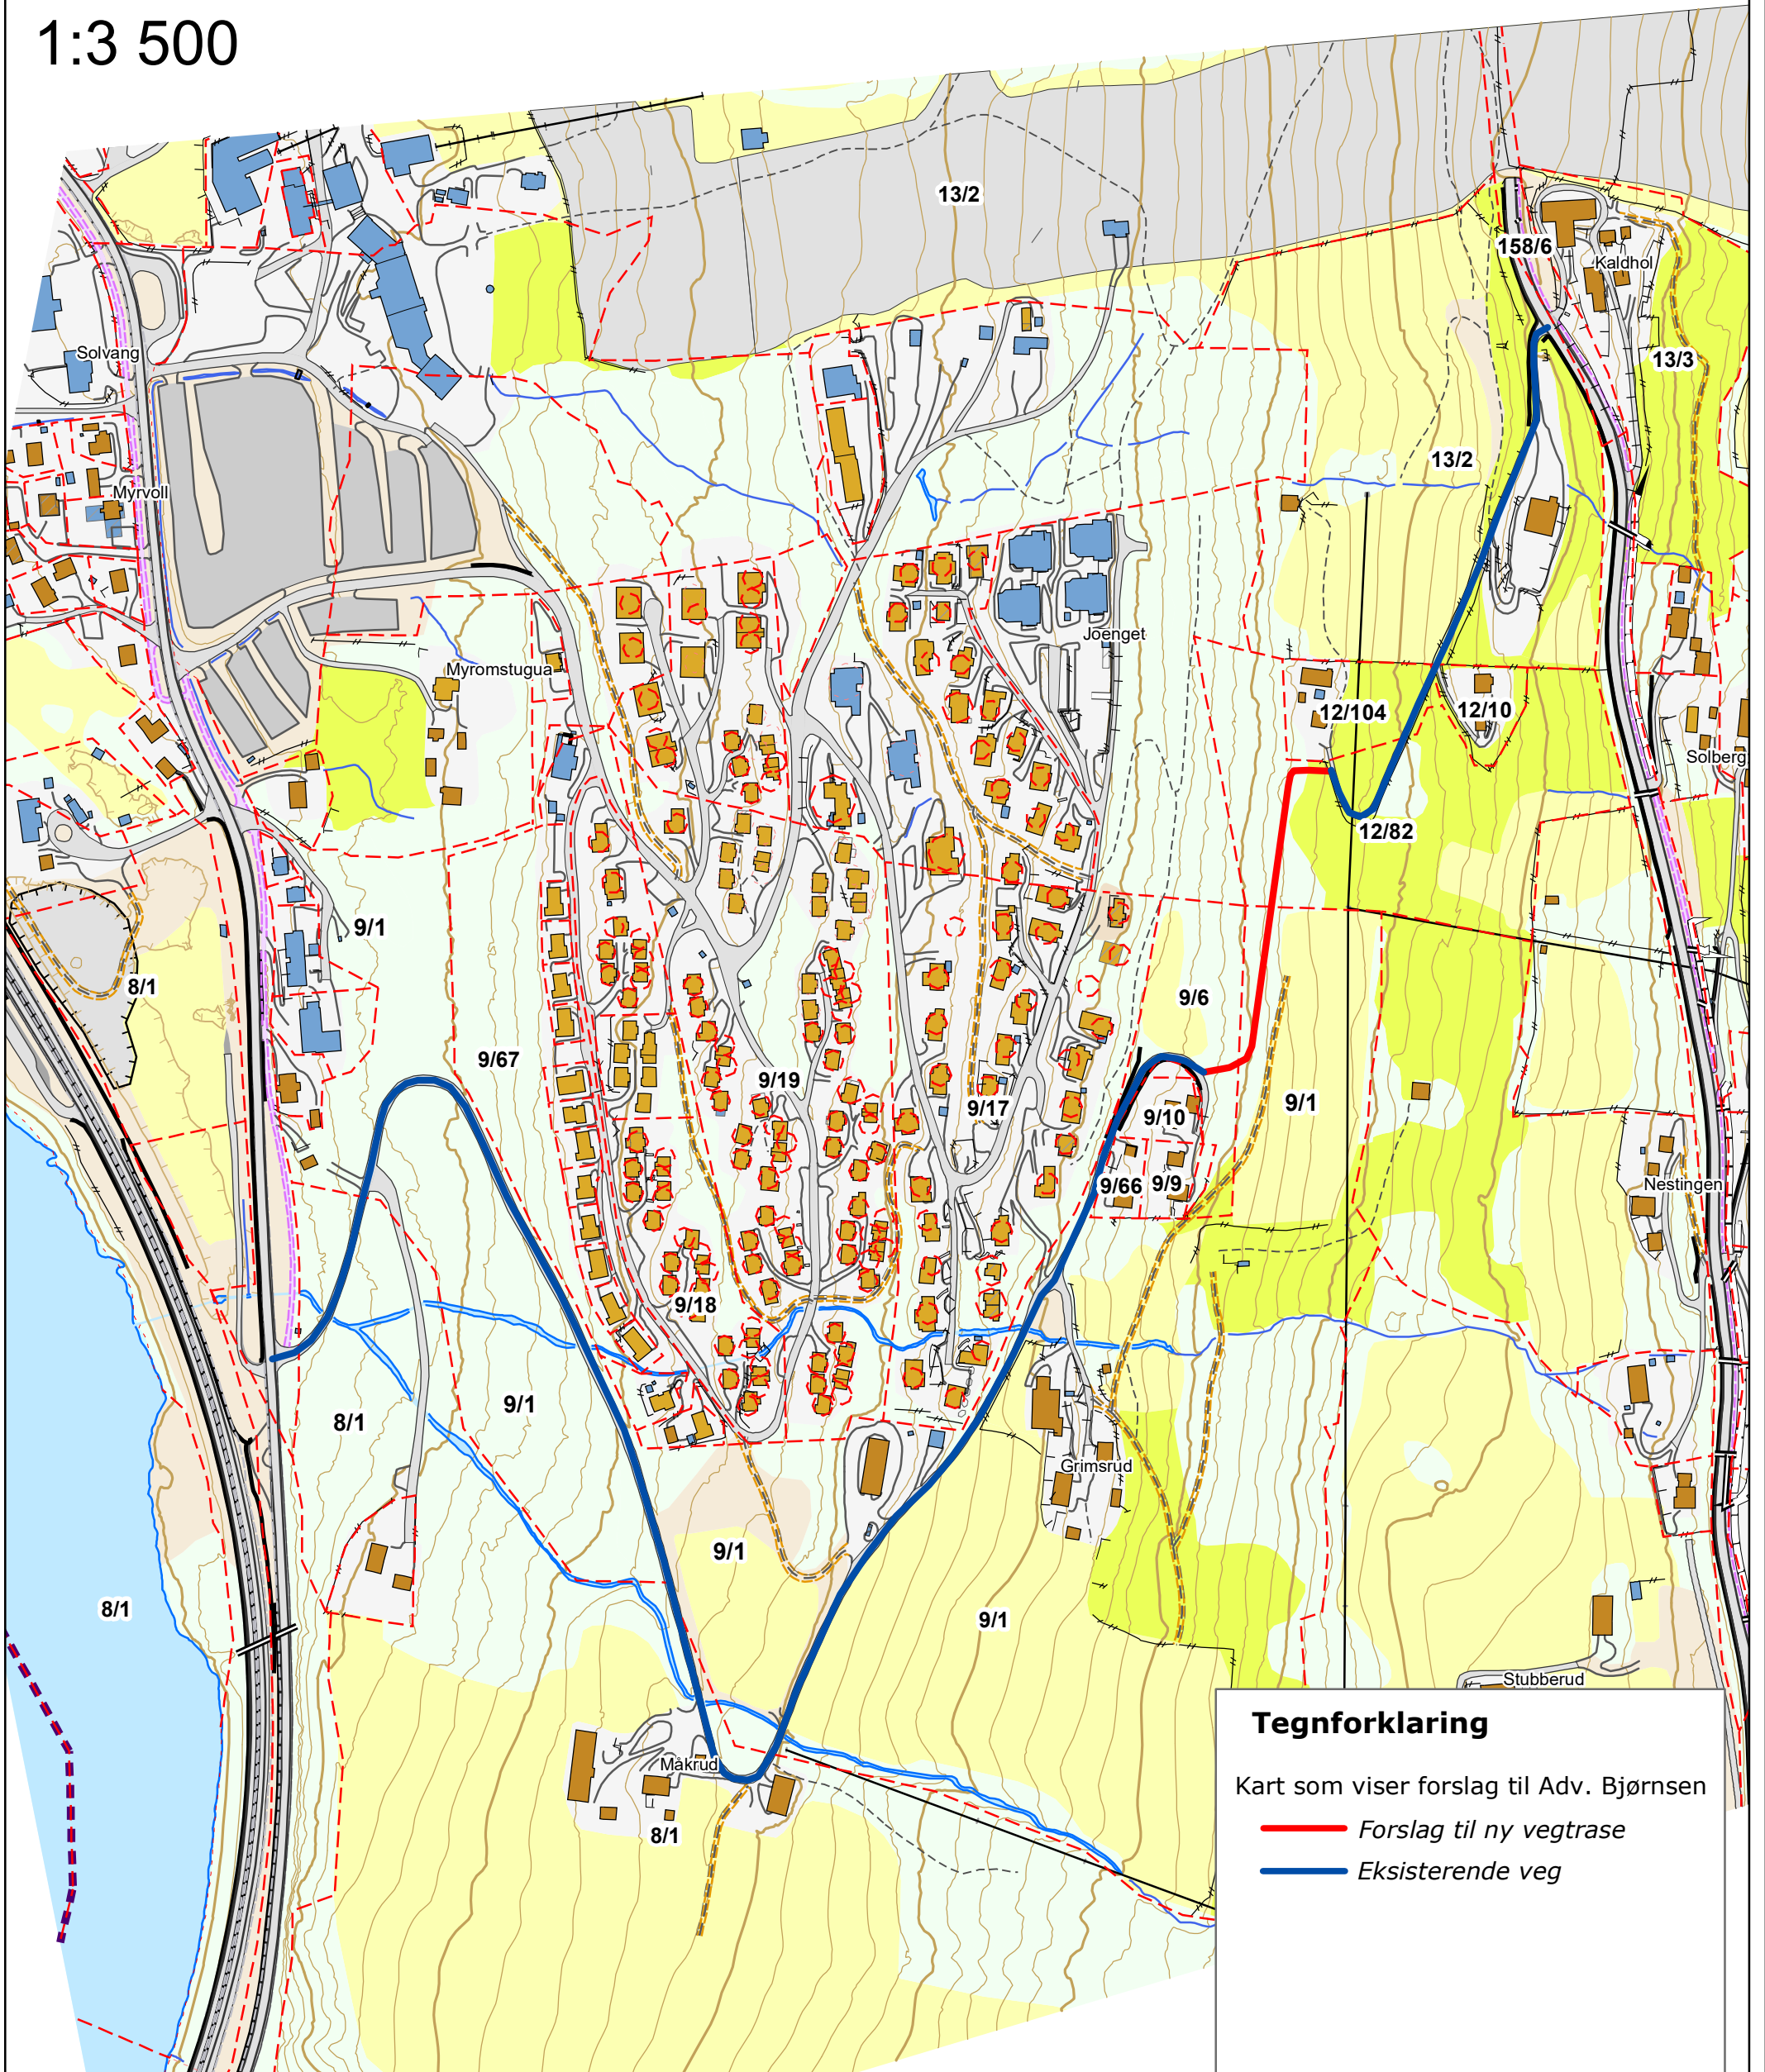 1:3 500
13/2
158/6
Kaldhol
Solvang
13/3
13/2
Myrvoll
Joenget
Myromstugua
12/104
12/10
Solberg
12/82
9/1
8/1
9/6
9/67
9/19
9/17
9/10
9/1
9/66
9/9
Nestingen
9/18
9/1
8/1
Grimsrud
9/1
8/1
9/1
Stubberud
Måkrud
8/1
Tegnforklaring
Kart som viser forslag til Adv. Bjørnsen
Forslag til ny vegtrase
Eksisterende veg